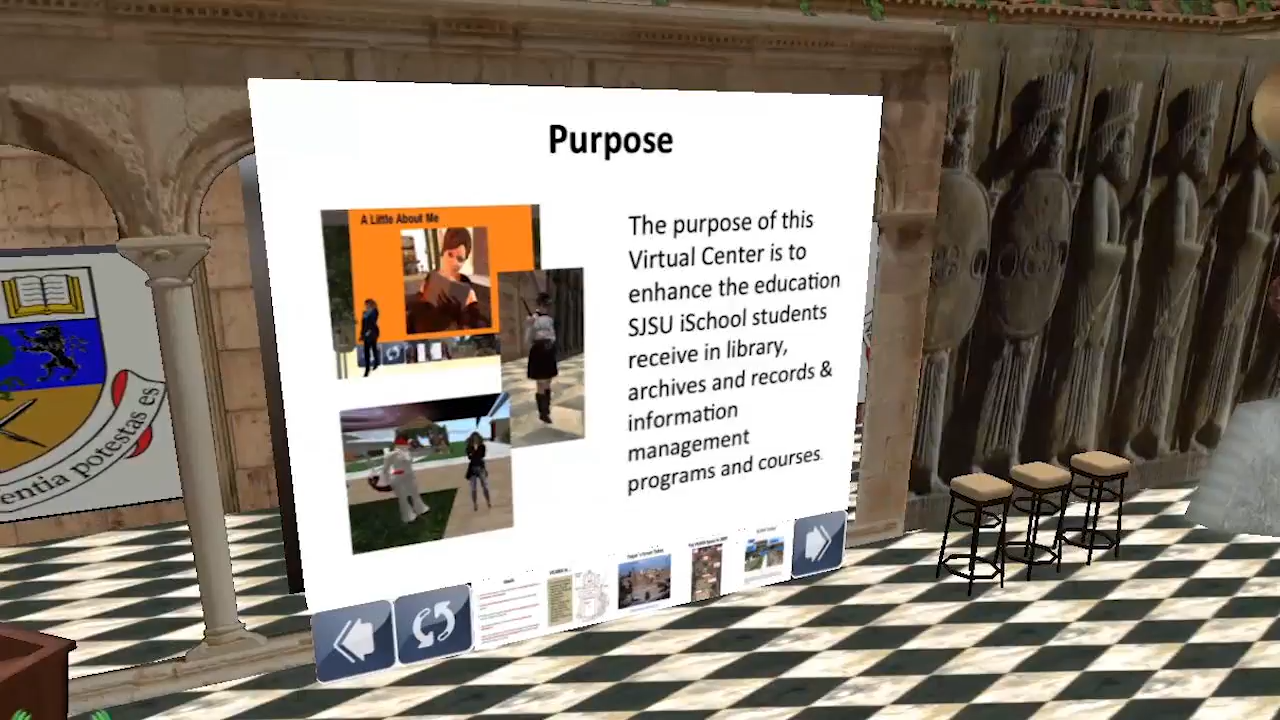 Purpose
A Little About Me
The purpose of this
Virtual Center is to
enhance the education
SJSU iSchool students
receive in library,
archives and records &
information
management
programs and courses.
entia potestas es